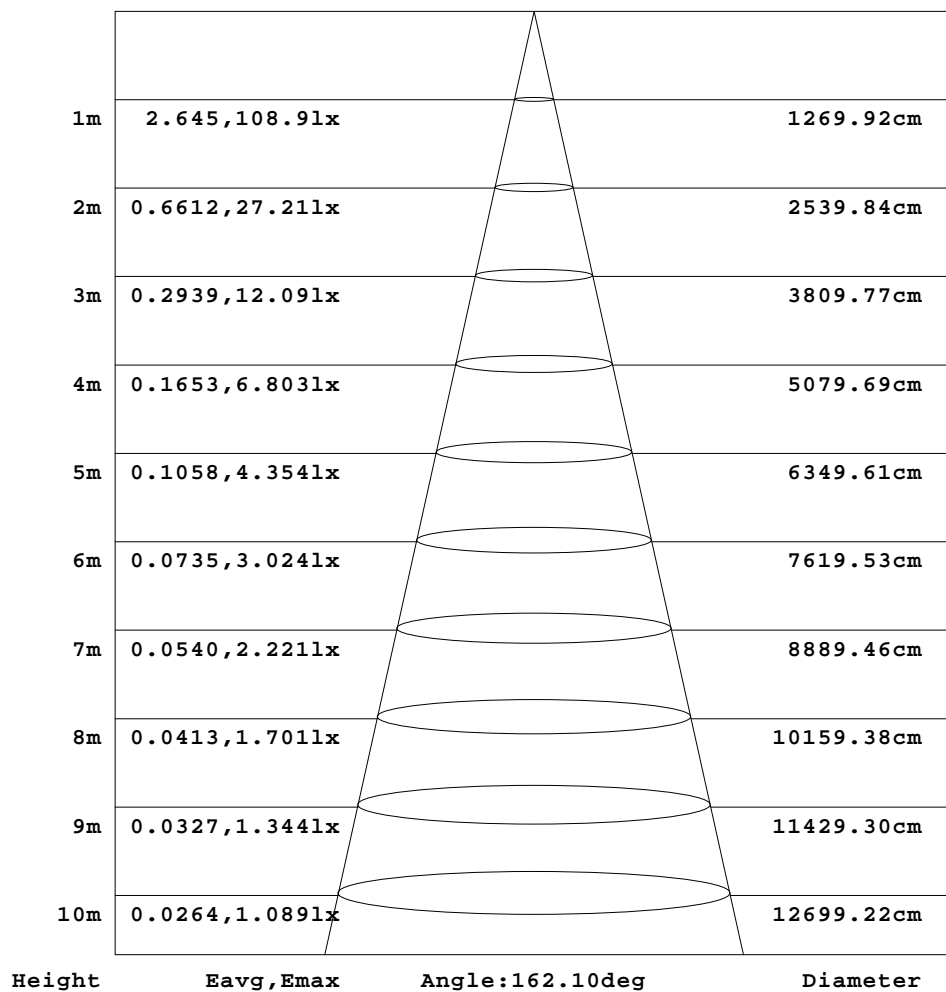 1m 2.645,108.9lx 1269.92cm
2m 0.6612,27.21lx 2539.84cm
3m 0.2939,12.09lx 3809.77cm
4m 0.1653,6.803lx 5079.69cm
5m 0.1058,4.354lx 6349.61cm
6m 0.0735,3.024lx 7619.53cm
7m 0.0540,2.221lx 8889.46cm
8m 0.0413,1.701lx 10159.38cm
9m 0.0327,1.344lx 11429.30cm
10m 0.0264,1.089lx 12699.22cm
Height Eavg,Emax Angle:162.10deg Diameter